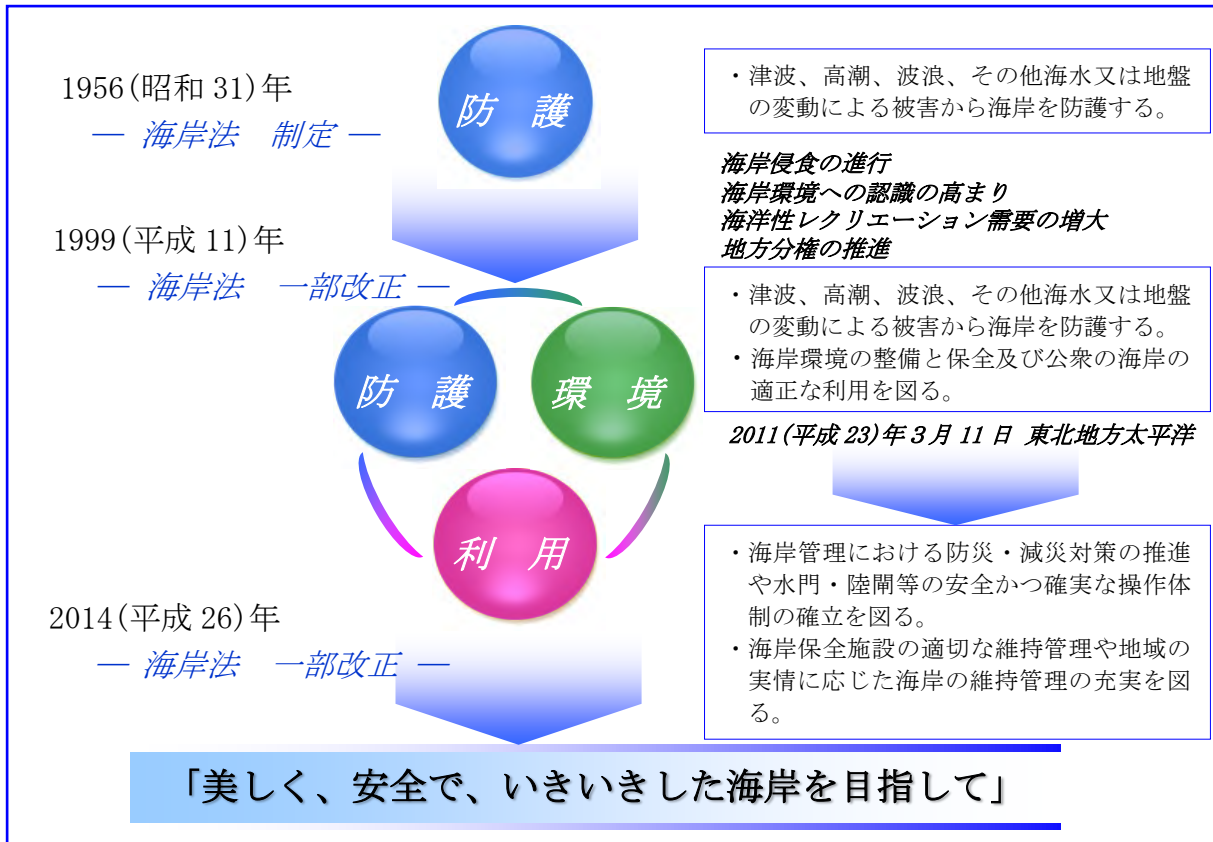 1956(昭和 31)年
― 海岸法　制定 ―
防　護
・津波、高潮、波浪、その他海水又は地盤
の変動による被害から海岸を防護する。
海岸侵食の進行
海岸環境への認識の高まり
海洋性レクリエーション需要の増大
地方分権の推進
1999(平成 11)年
― 海岸法　一部改正 ―
防　護
環　境
利　用
・津波、高潮、波浪、その他海水又は地盤
の変動による被害から海岸を防護する。
・海岸環境の整備と保全及び公衆の海岸の
適正な利用を図る。
2011(平成 23)年３月 11 日 東北地方太平洋
2014(平成 26)年
― 海岸法　一部改正 ―
・海岸管理における防災・減災対策の推進
や水門・陸閘等の安全かつ確実な操作体
制の確立を図る。
・海岸保全施設の適切な維持管理や地域の
実情に応じた海岸の維持管理の充実を図
る。
「美しく、安全で、いきいきした海岸を目指して」